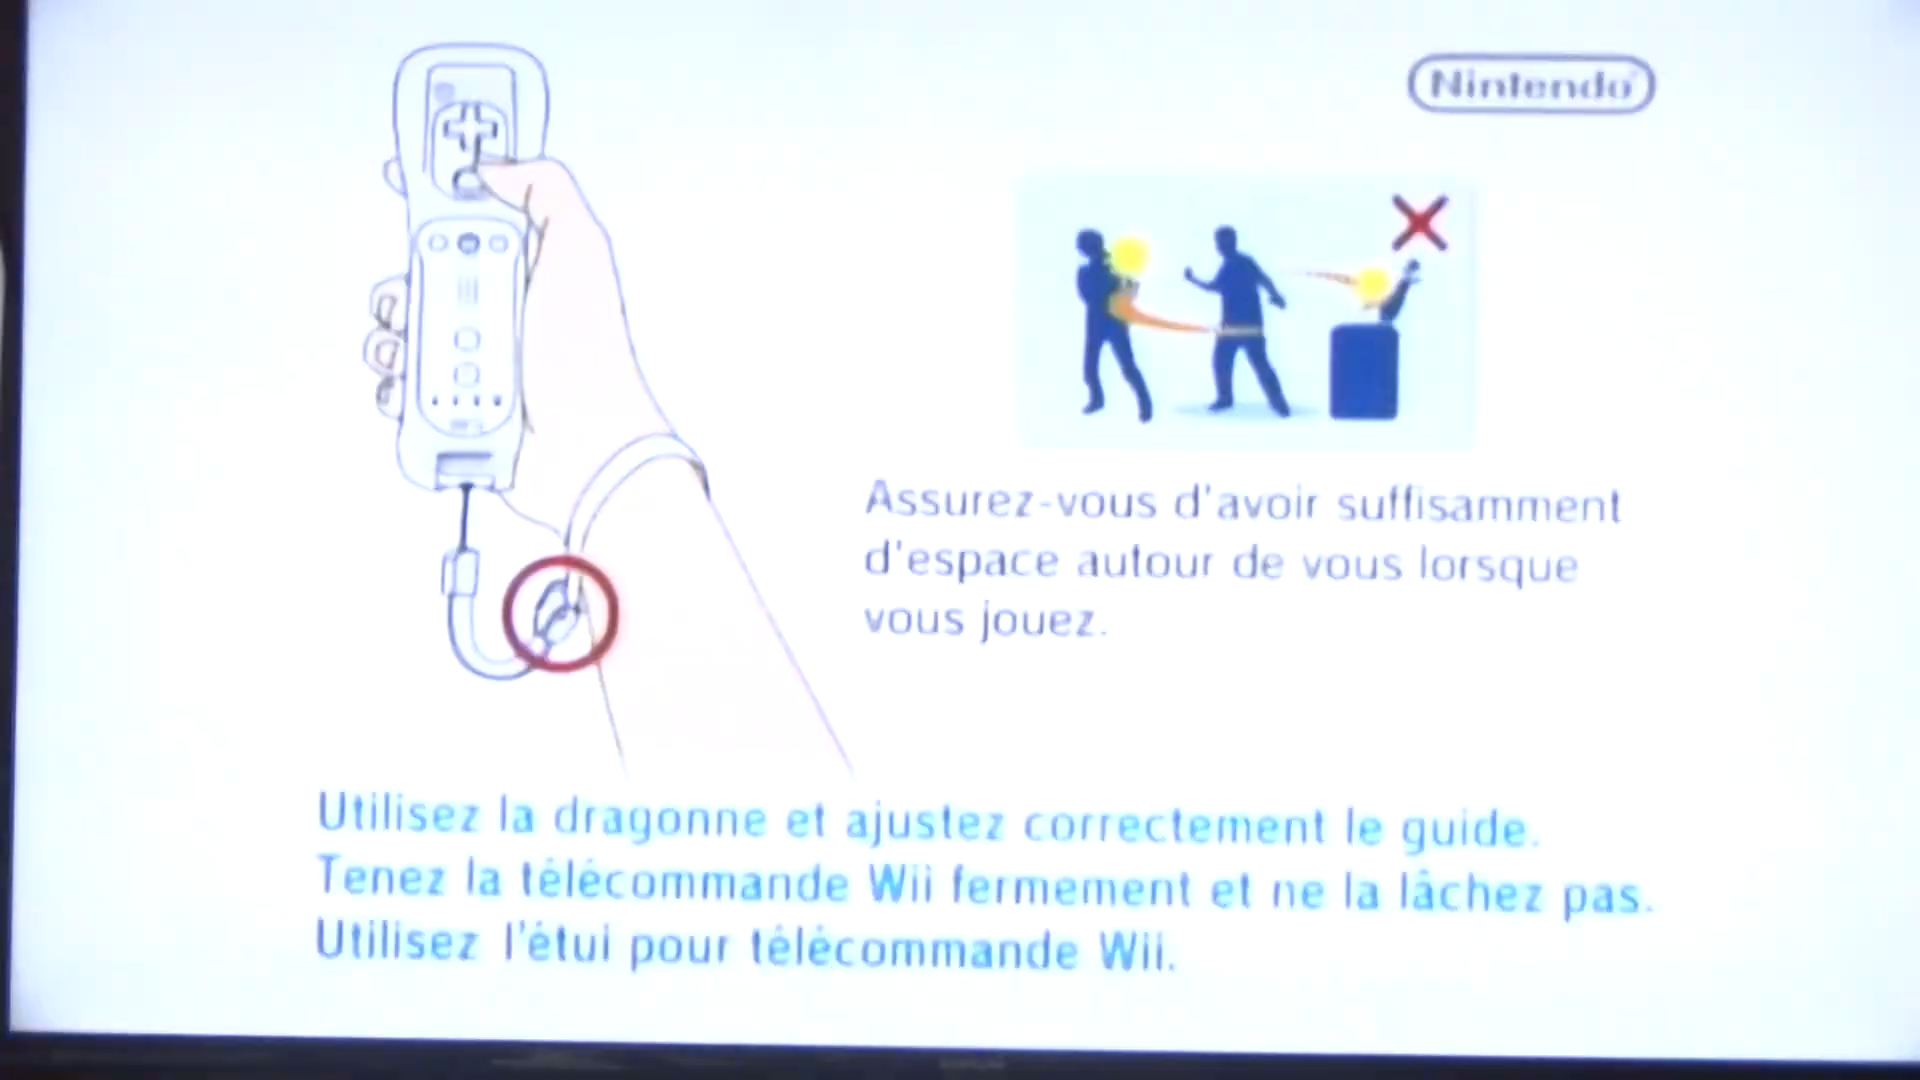 Nintendo
Assurez-vous d'avoir suffisamment
d'espace autour de vous lorsque
vous jouez.
Utilisez la dragonne et ajustez correctement le guide.
Tenez la télécommande Wii fermement et ne la lâchez pas.
Utilisez l'étui pour télécommande Wii.